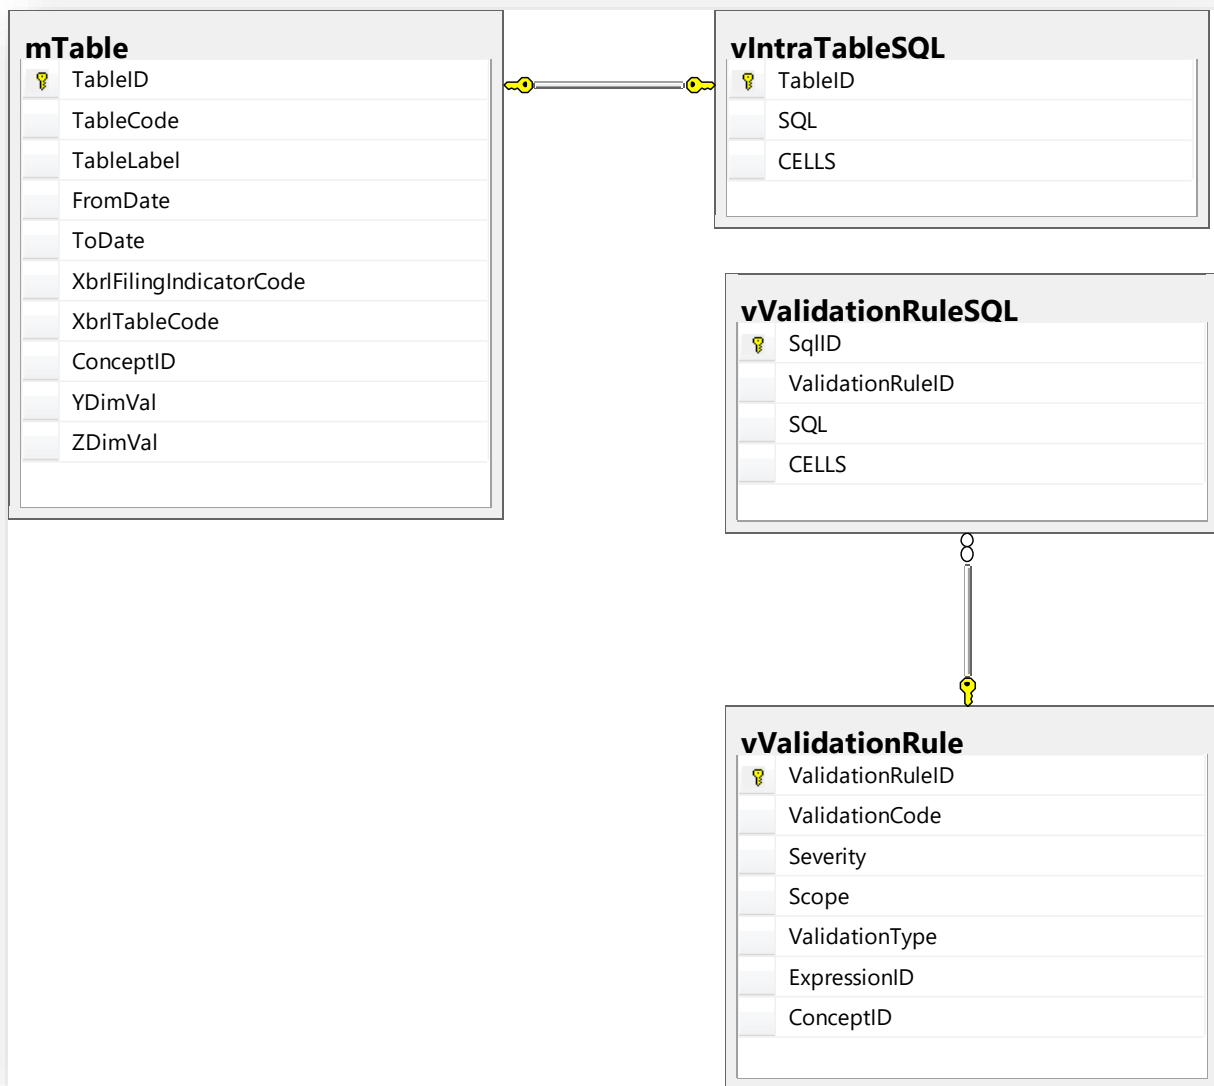 mTable
TableID
TableCode
TableLabel
FromDate
ToDate
XbrlFilingIndicatorCode
XbrlTableCode
ConceptID
YDimVal
ZDimVal
vIntraTableSQL
TableID
SQL
CELLS
vValidationRuleSQL
SqlID
ValidationRuleID
SQL
CELLS
vValidationRule
ValidationRuleID
ValidationCode
Severity
Scope
ValidationType
ExpressionID
ConceptID